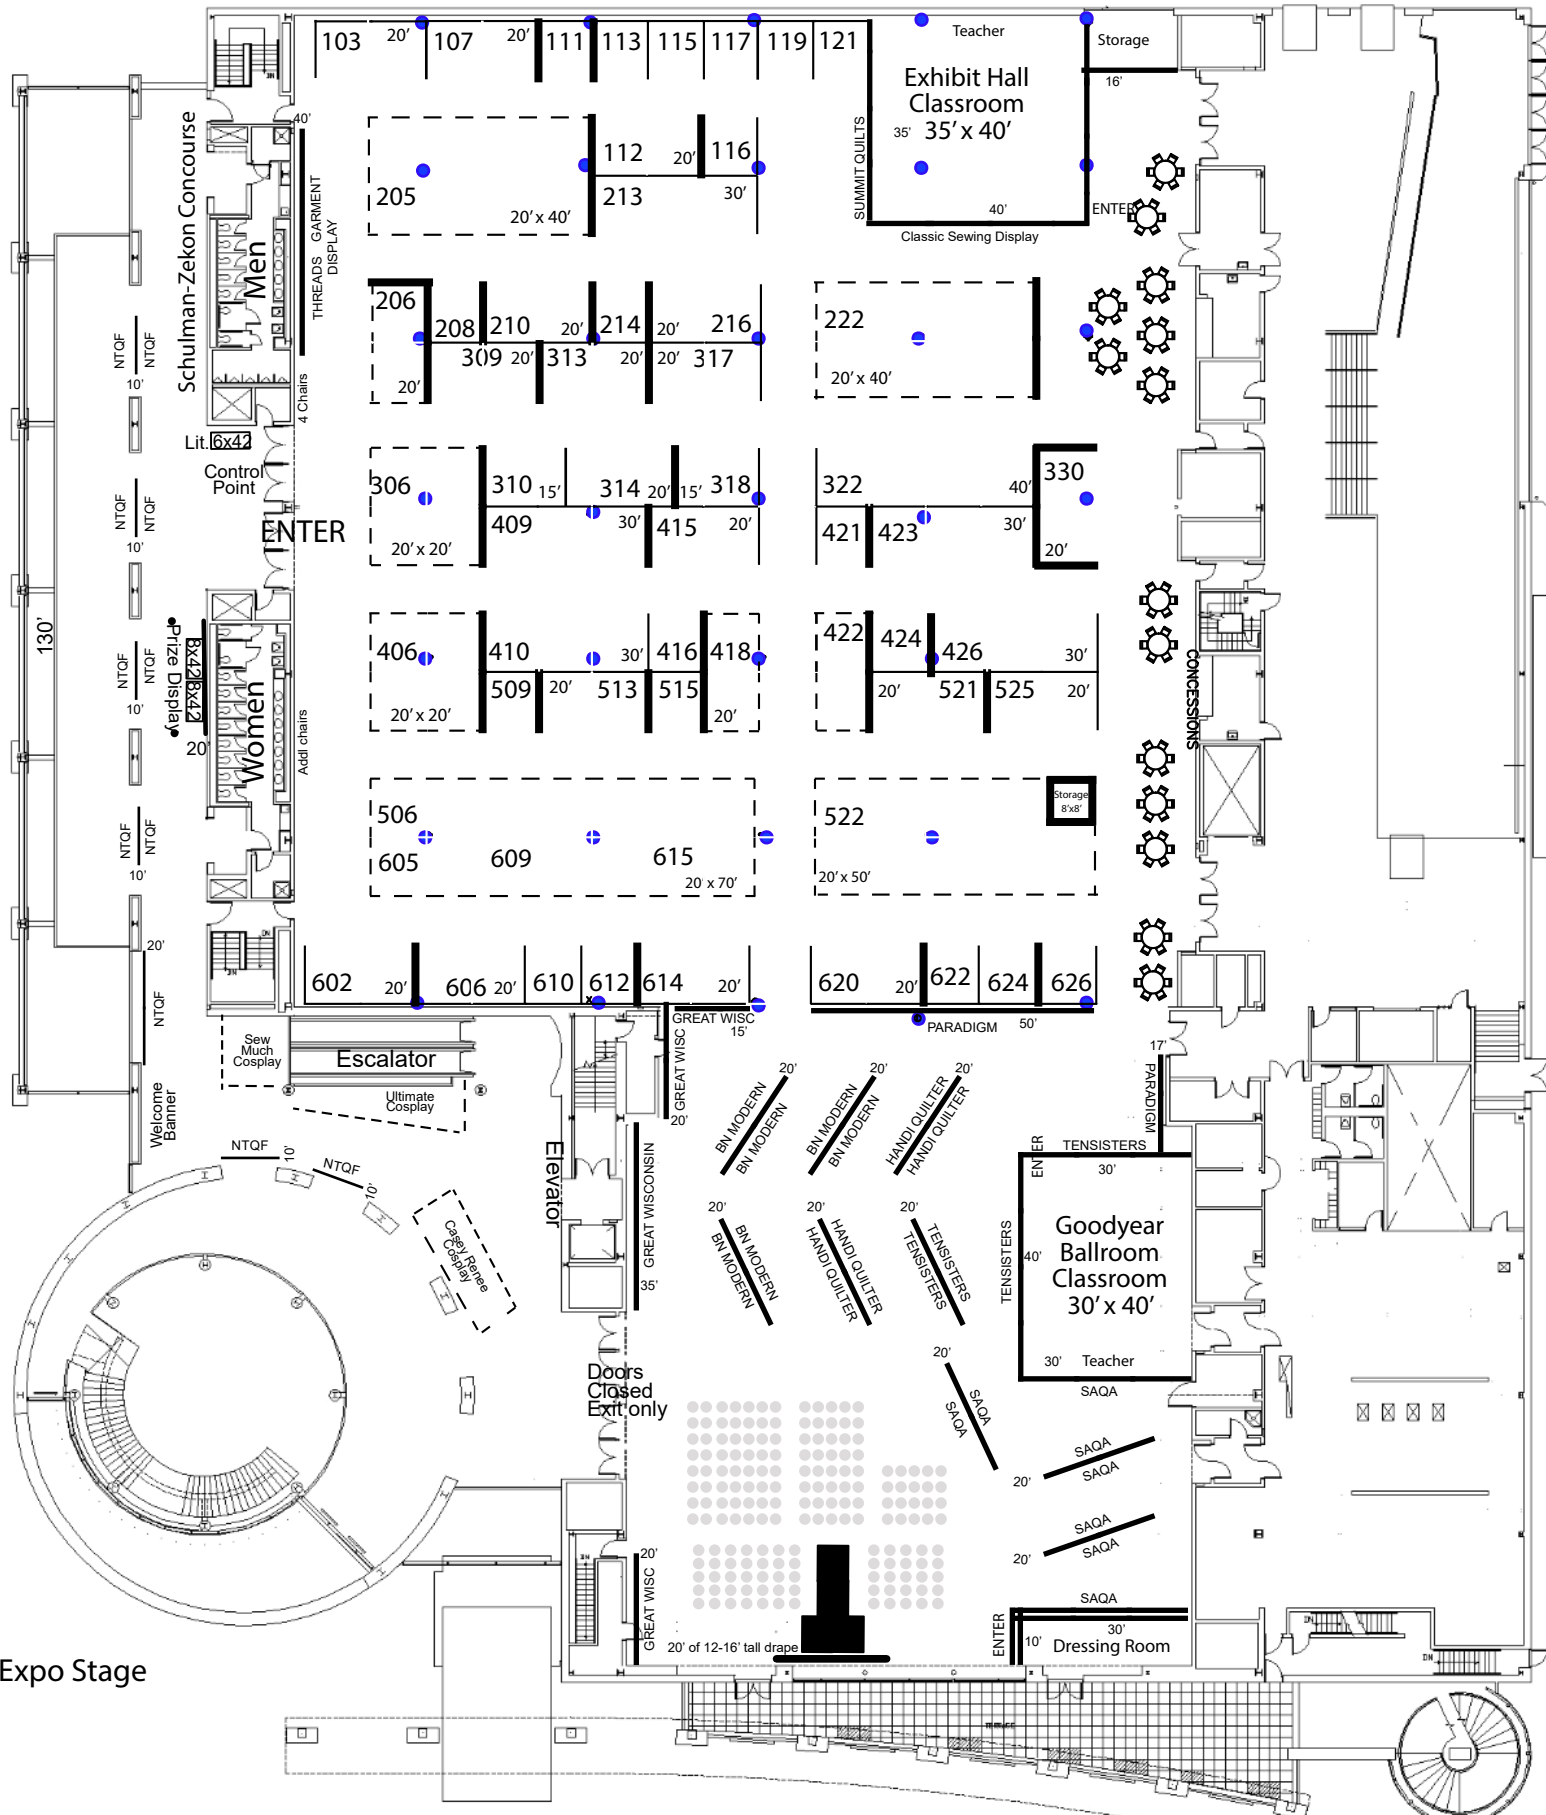 103
20'
107
20'
111
113
115
117
119
121
Teacher
Storage
16'
Exhibit Hall
Classroom
35' x 40'
35'
SUMMIT QUILTS
40'
ENTER
Classic Sewing Display
Schulman-Zekon Concourse
40'
THREADS GARMENT
DISPLAY
Men
112
20'
116
205
20' x 40'
213
30'
206
208
210
20'
214
20'
216
222
20'
309
20'
313
20'
20'
317
20' x 40'
NTQF
NTQF
10'
4 Chairs
Lit.
6x42
Control
Point
ENTER
306
310
15'
314
20'
15'
318
322
40'
330
20' x 20'
409
30'
415
20'
421
423
30'
20'
NTQF
NTQF
10'
130'
Prize Display
8x42
8x42
20'
NTQF
NTQF
10'
Women
Addl chairs
406
410
30'
416
418
422
424
426
30'
20' x 20'
509
20'
513
515
20'
20'
521
525
20'
CONCESSIONS
506
605
609
615
20' x 70'
522
20' x 50'
Storage
8'x8'
NTQF
NTQF
10'
20'
NTQF
DN
602
20'
606
20'
610
612
614
20'
620
20'
622
624
626
x
GREAT WISC
15'
PARADIGM
50'
GREAT WISC
20'
17'
PARADIGM
Sew
Much
Cosplay
Escalator
Ultimate
Cosplay
Welcome
Banner
NTQF
10'
NTQF
10'
Casey Renee
Cosplay
Elevator
GREAT WISCONSIN
35'
20'
BN MODERN
BN MODERN
20'
BN MODERN
BN MODERN
20'
HANDI QUILTER
HANDI QUILTER
20'
BN MODERN
BN MODERN
20'
HANDI QUILTER
HANDI QUILTER
20'
TENSISTERS
TENSISTERS
ENTER
TENSISTERS
30'
TENSISTERS
40'
Goodyear
Ballroom
Classroom
30' x 40'
30'
Teacher
SAQA
Doors
Closed
Exit only
20'
SAQA
SAQA
20'
SAQA
SAQA
20'
SAQA
SAQA
20'
GREAT WISC
20' of 12-16' tall drape
ENTER
SAQA
30'
10'
Dressing Room
DN
DN
Expo Stage